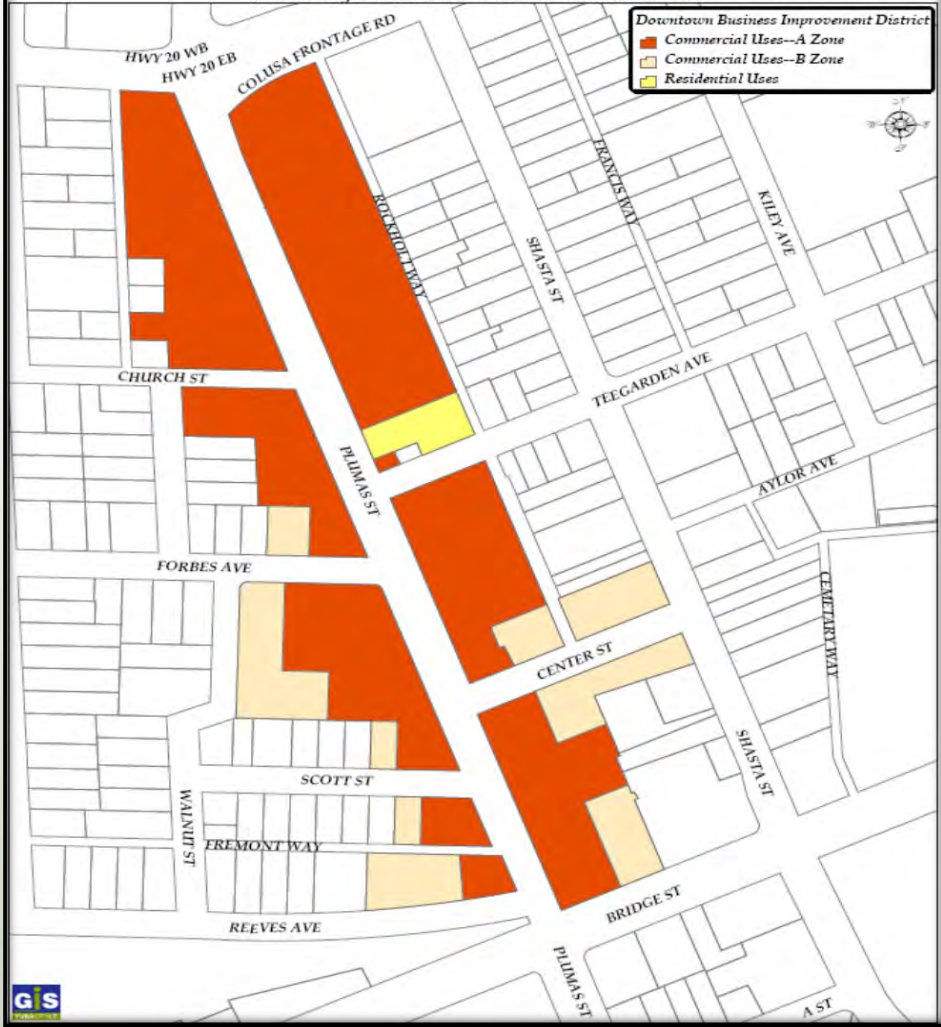 Downtown Business Improvement District
Commercial Uses--A Zone
Commercial Uses--B Zone
Residential Uses
HWY 20 WB
HWY 20 EB
COLUSA FRONTAGE RD
ROCKHOLT WAY
SHASTA ST
FRANCIS WAY
KILEY AVE
CHURCH ST
TEEGARDEN AVE
PLUMAS ST
AYLOR AVE
FORBES AVE
CEMETARY WAY
CENTER ST
SHASTA ST
SCOTT ST
WALNUT ST
FREMONT WAY
REEVES AVE
BRIDGE ST
PLUMAS ST
A ST
GIS